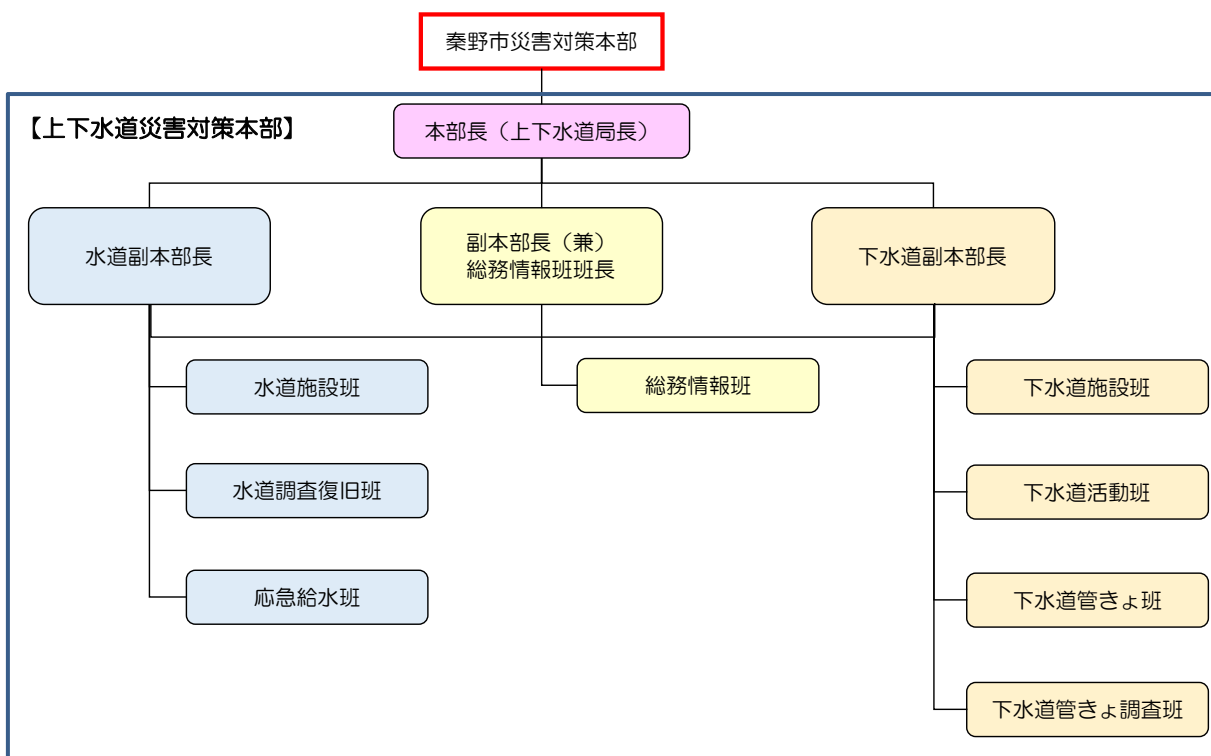 秦野市災害対策本部
【上下水道災害対策本部】
本部長（上下水道局長）
水道副本部長
副本部長（兼）
総務情報班班長
下水道副本部長
水道施設班
総務情報班
下水道施設班
水道調査復旧班
下水道活動班
応急給水班
下水道管きょ班
下水道管きょ調査班